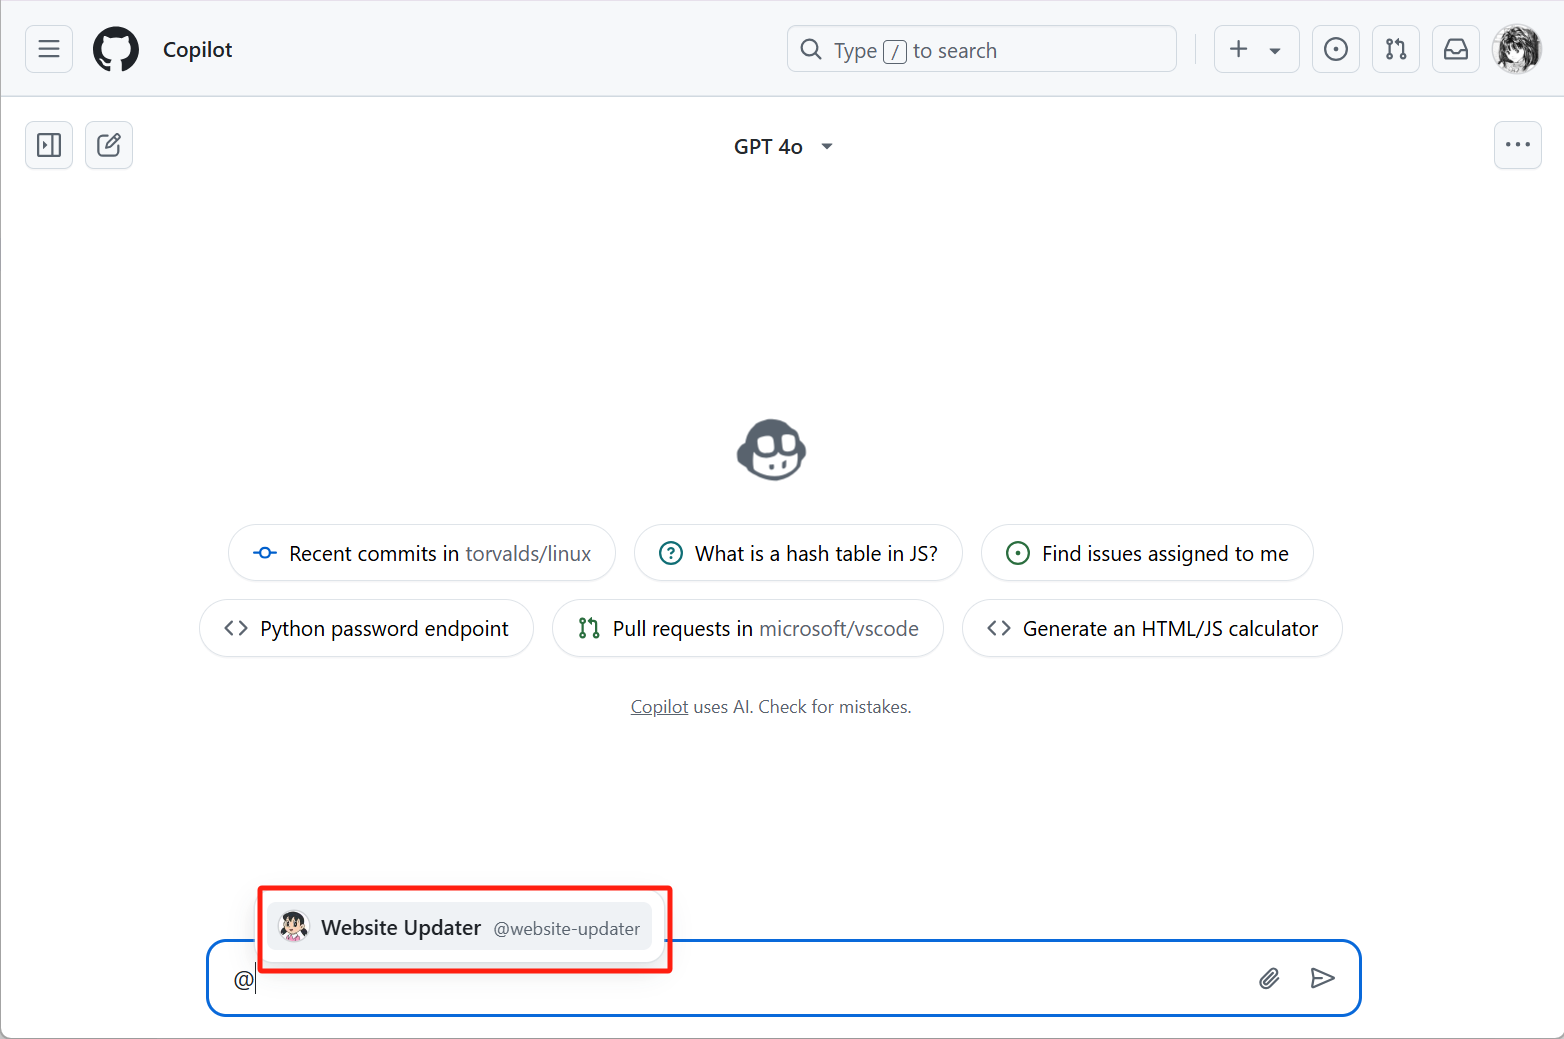 Copilot
Type / to search
GPT 4o
Recent commits in torvalds/linux
What is a hash table in JS?
Find issues assigned to me
Python password endpoint
Pull requests in microsoft/vscode
Generate an HTML/JS calculator
Copilot uses AI. Check for mistakes.
Website Updater @website-updater
@